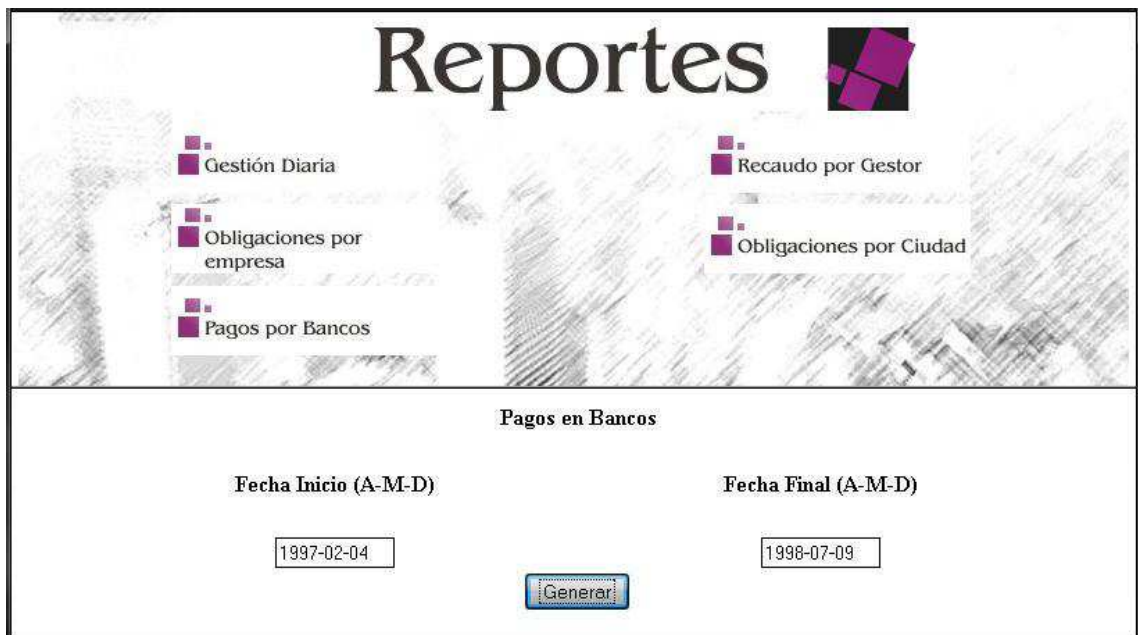 Reportes
Gestión Diaria
Recaudo por Gestor
Obligaciones por
empresa
Obligaciones por Ciudad
Pagos por Bancos
Pagos en Bancos
Fecha Inicio (A-M-D)
Fecha Final (A-M-D)
1997-02-04
1998-07-09
Generar